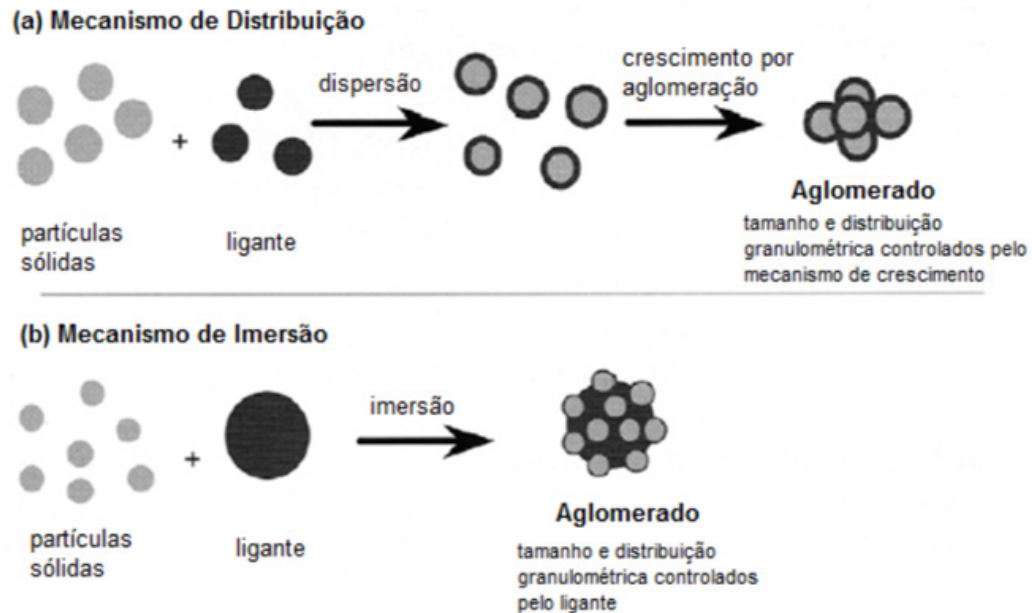 (a) Mecanismo de Distribuição
dispersão
crescimento por
aglomeração
+
partículas
sólidas
ligante
Aglomerado
tamanho e distribuição
granulométrica controlados pelo
mecanismo de crescimento
(b) Mecanismo de Imersão
imersão
+
partículas
sólidas
ligante
Aglomerado
tamanho e distribuição
granulométrica controlados
pelo ligante